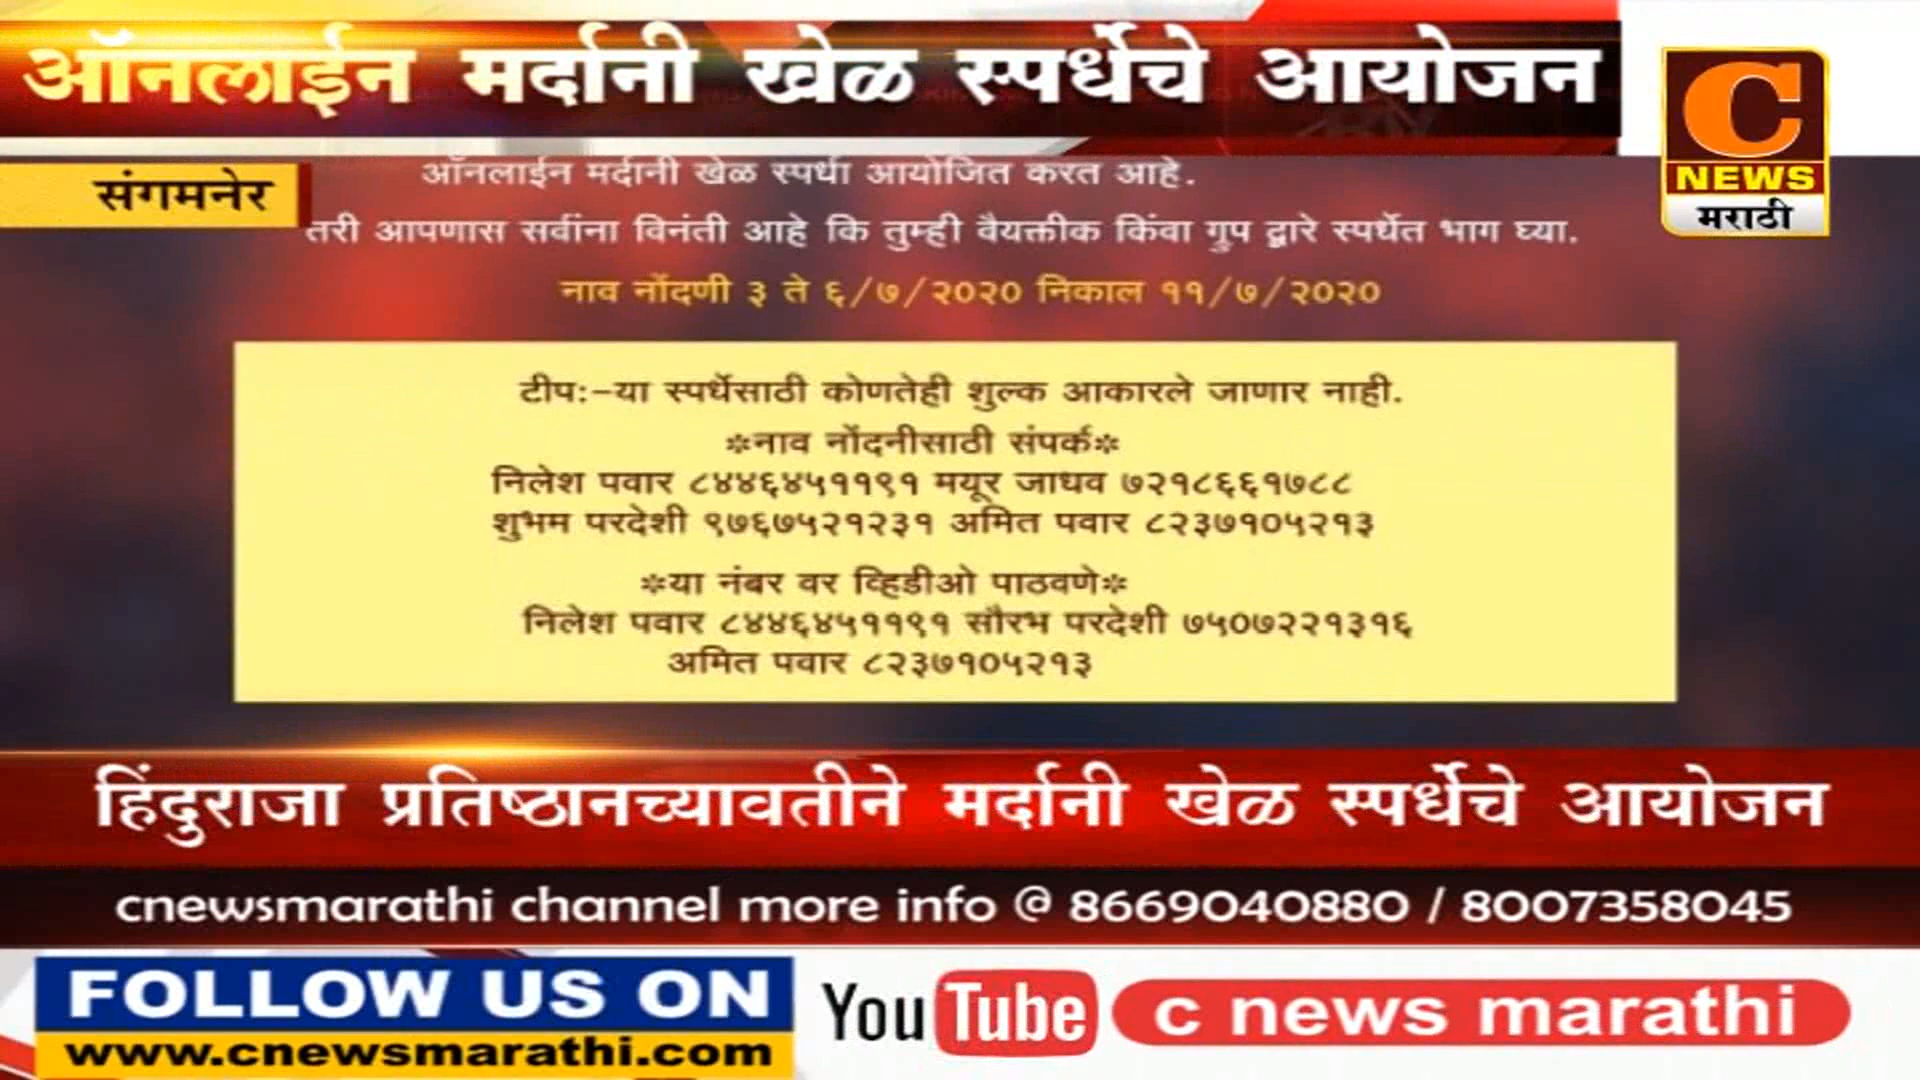 ऑनलाईन मर्दानी खेळ स्पर्धेचे आयोजन
C
NEWS
मराठी
संगमनेर
ऑनलाईन मर्दानी खेळ स्पर्धा आयोजित करत आहे.
तरी आपणास सर्वांना विनंती आहे कि तुम्ही वैयक्तीक किंवा ग्रुप द्वारे स्पर्धेत भाग घ्या.
नाव नोंदणी ३ ते ६/७/२०२० निकाल ११/७/२०२०
टीप:-या स्पर्धेसाठी कोणतेही शुल्क आकारले जाणार नाही.
*नाव नोंदनीसाठी संपर्क*
निलेश पवार ८४४६४५११९१ मयूर जाधव ७२१८६६१७८८
शुभम परदेशी ९७६७५२१२३१ अमित पवार ८२३७१०५२१३
*या नंबर वर व्हिडीओ पाठवणे*
निलेश पवार ८४४६४५११९१ सौरभ परदेशी ७५०७२२१३१६
अमित पवार ८२३७१०५२१३
हिंदुराजा प्रतिष्ठानच्यावतीने मर्दानी खेळ स्पर्धेचे आयोजन
cnewsmarathi channel more info @ 8669040880 / 8007358045
FOLLOW US ON
www.cnewsmarathi.com
YouTube c news marathi